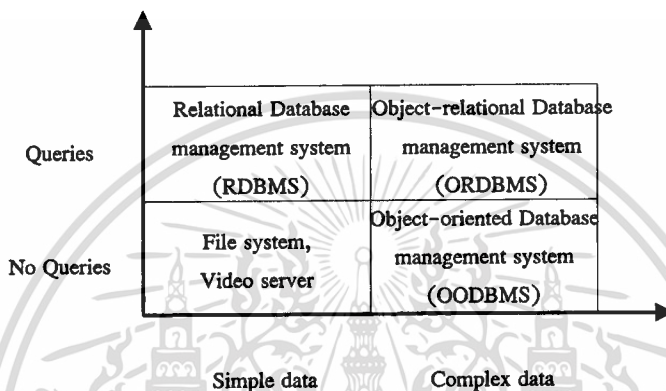 Relational Database
management system
(RDBMS)
Object-relational Database
management system
(ORDBMS)
Queries
File system,
Video server
Object-oriented Database
management system
(OODBMS)
No Queries
Simple data
Complex data